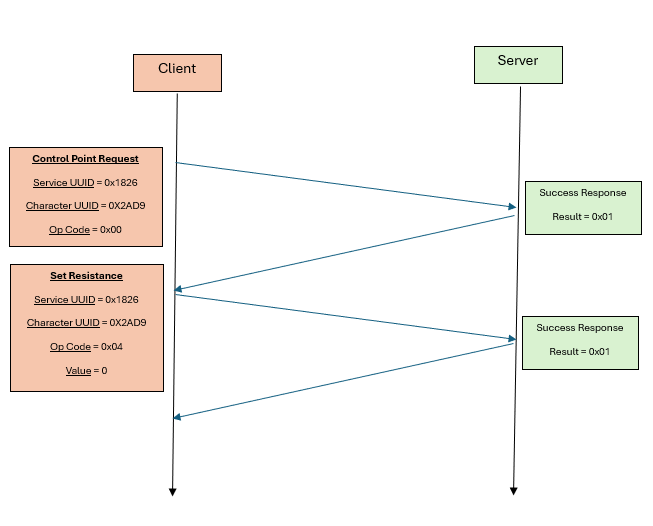 Client
Server
Control Point Request
Service UUID = 0x1826
Character UUID = 0X2AD9
Op Code = 0x00
Success Response
Result = 0x01
Set Resistance
Service UUID = 0x1826
Character UUID = 0X2AD9
Op Code = 0x04
Value = 0
Success Response
Result = 0x01